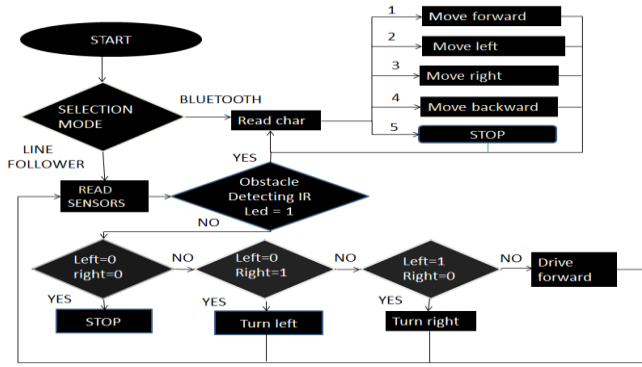 START
SELECTION
MODE
BLUETOOTH
Read char
1
Move forward
2
Move left
3
Move right
4
Move backward
5
STOP
LINE
FOLLOWER
READ
SENSORS
YES
Obstacle
Detecting IR
Led = 1
NO
Left=0
right=0
NO
Left=0
Right=1
NO
Left=1
Right=0
NO
Drive
forward
YES
STOP
YES
Turn left
YES
Turn right